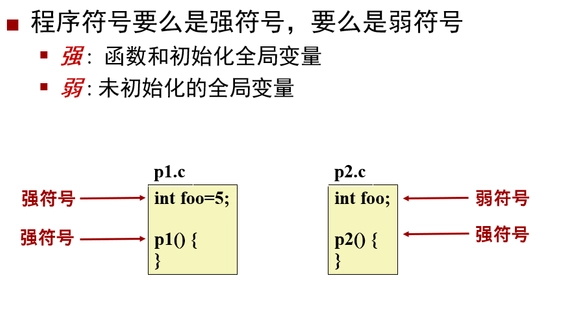 程序符号要么是强符号，要么是弱符号
强: 函数和初始化全局变量
弱: 未初始化的全局变量
p1.c
int foo=5;
p1() {
}
强符号
强符号
p2.c
int foo;
p2() {
}
弱符号
强符号